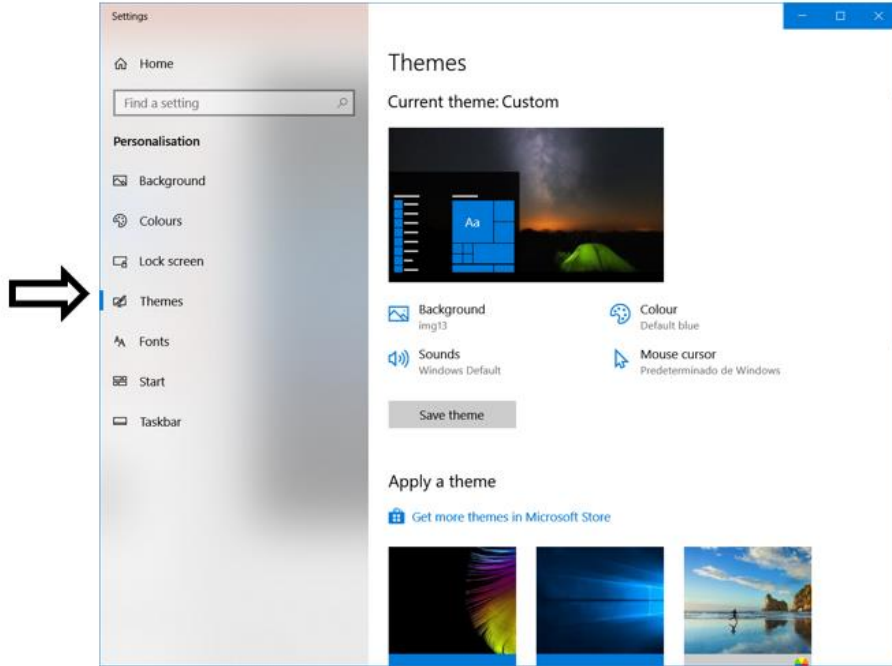 Settings
Home
Find a setting
Personalisation
Background
Colours
Lock screen
Themes
Fonts
Start
Taskbar
Themes
Current theme: Custom
Aa
Background
img13
Colour
Default blue
Sounds
Windows Default
Mouse cursor
Predeterminado de Windows
Save theme
Apply a theme
Get more themes in Microsoft Store